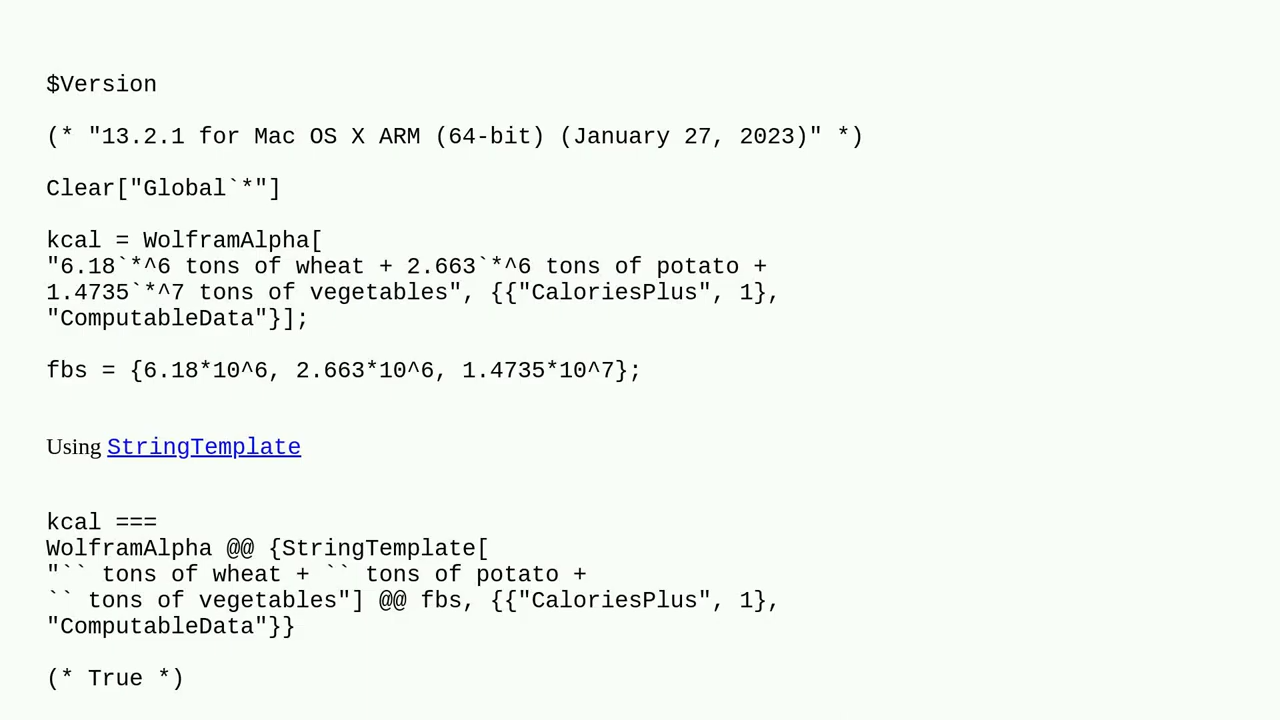 $Version
(* "13.2.1 for Mac OS X ARM (64-bit) (January 27, 2023)" *)
Clear["Global`*"]
kcal = WolframAlpha[
"6.18`*^6 tons of wheat + 2.663`*^6 tons of potato +
1.4735`*^7 tons of vegetables", {{"CaloriesPlus", 1},
"ComputableData"}];
fbs = {6.18*10^6, 2.663*10^6, 1.4735*10^7};
Using StringTemplate
kcal ===
WolframAlpha @@ {StringTemplate[
"`` tons of wheat + `` tons of potato +
`` tons of vegetables"] @@ fbs, {{"CaloriesPlus", 1},
"ComputableData"}}
(* True *)